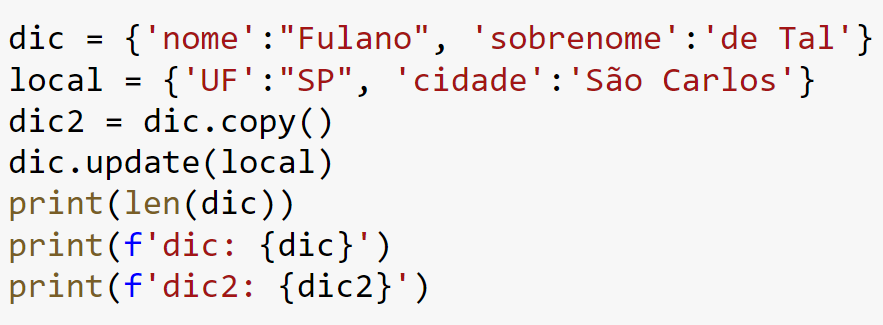 dic = {'nome':"Fulano", 'sobrenome':'de Tal'}
local = {'UF':"SP", 'cidade':'São Carlos'}
dic2 = dic.copy()
dic.update(local)
print(len(dic))
print(f'dic: {dic}')
print(f'dic2: {dic2}')